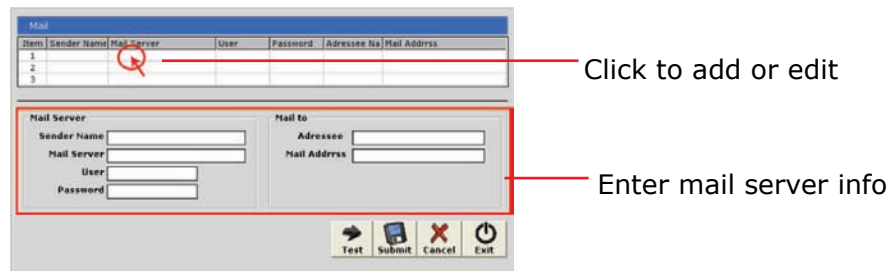 Mail
Item Sender Name Mail Server User Password Adressee Na Mail Addrss
1
2
3
Click to add or edit
Mail Server
Sender Name
Mail Server
User
Password
Mail to
Adressee
Mail Addrss
Enter mail server info
Test Submit Cancel Exit